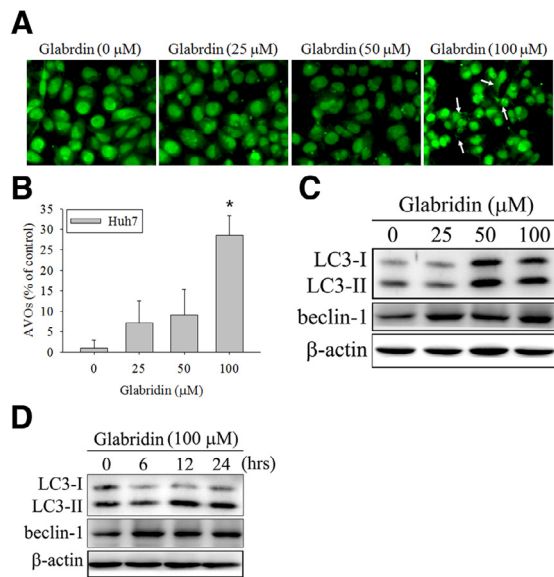 A
Glabrdin (0 μM) Glabrdin (25 μM) Glabrdin (50 μM) Glabrdin (100 μM)
B
Huh7
*
AVOs (% of control)
35
30
25
20
15
10
5
0
0 25 50 100
Glabridin (μM)
C
Glabridin (μM)
0 25 50 100
LC3-I
LC3-II
beclin-1
β-actin
D
Glabridin (100 μM)
0 6 12 24 (hrs)
LC3-I
LC3-II
beclin-1
β-actin